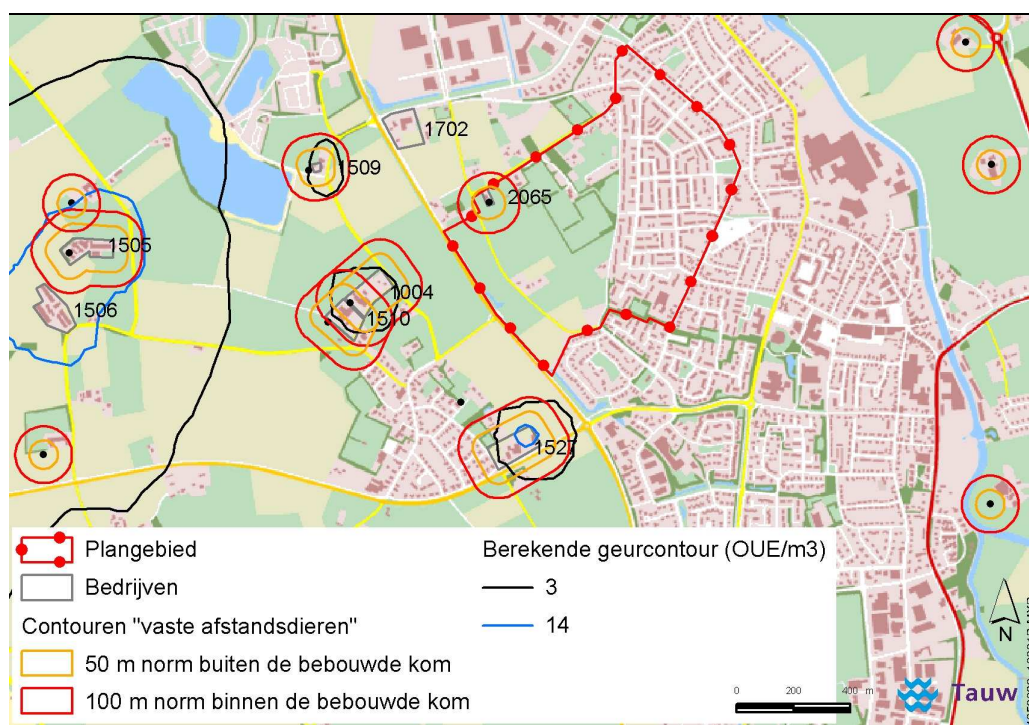 1702
1509
2065
1505
1004
1506
1510
1527
Plangebied
Bedrijven
Contouren "vaste afstandsdieren"
50 m norm buiten de bebouwde kom
100 m norm binnen de bebouwde kom
Berekende geurcontour (OUE/m3)
3
14
N
0 200 400 m
Tauw